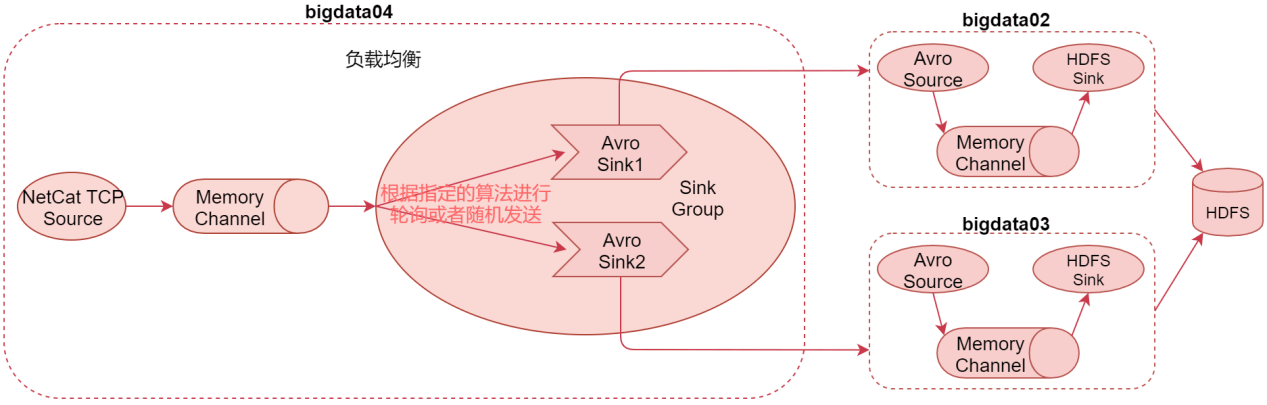 bigdata04
负载均衡
NetCat TCP
Source
Memory
Channel
根据指定的算法进行
轮询或者随机发送
Avro
Sink1
Sink
Group
Avro
Sink2
bigdata02
Avro
Source
HDFS
Sink
Memory
Channel
bigdata03
Avro
Source
HDFS
Sink
Memory
Channel
HDFS